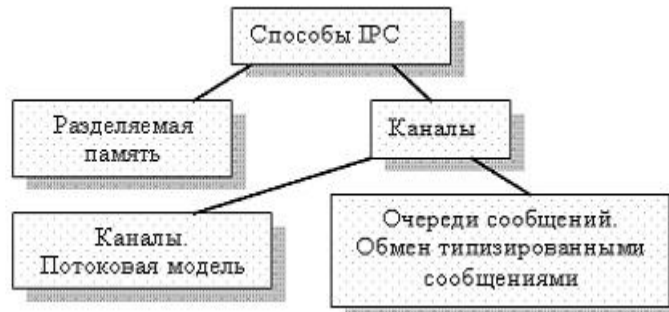 Способы IPC
Разделяемая
память
Каналы
Каналы.
Потоковая модель
Очереди сообщений.
Обмен типизированными
сообщениями